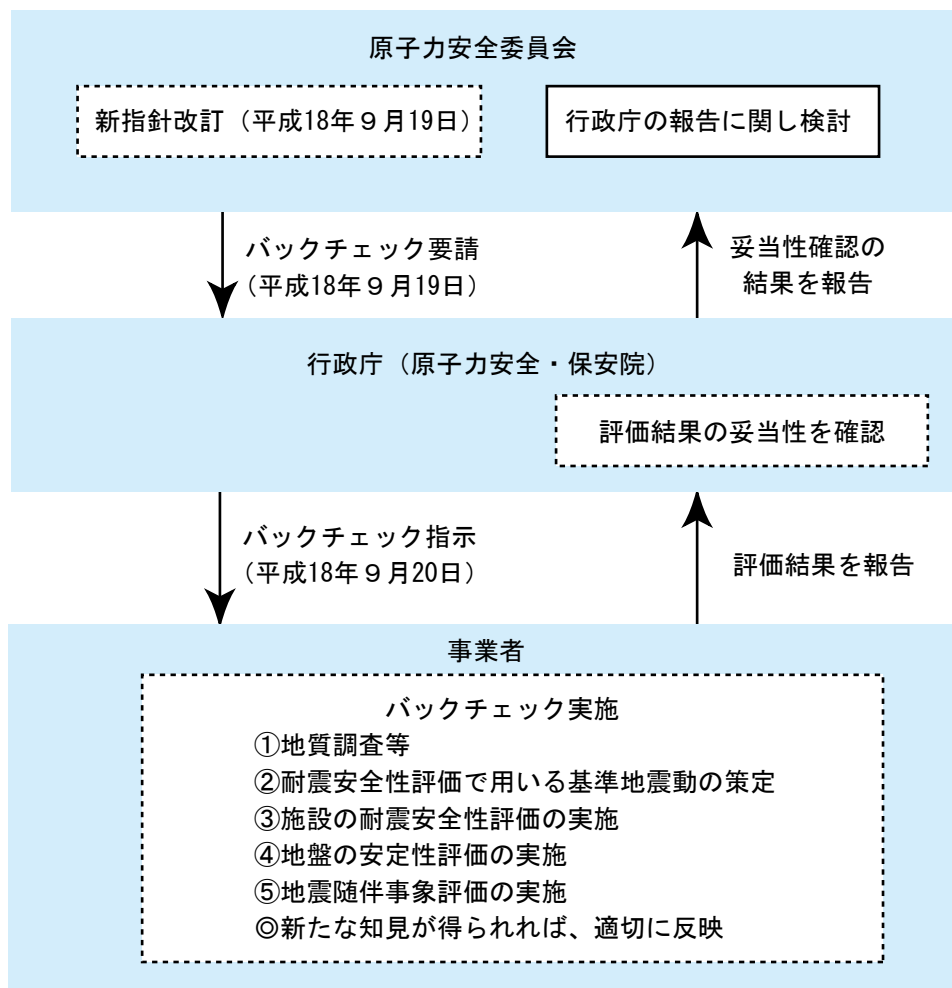 原子力安全委員会
新指針改訂（平成18年９月19日）
行政庁の報告に関し検討
バックチェック要請
（平成18年９月19日）
妥当性確認の
結果を報告
行政庁（原子力安全・保安院）
評価結果の妥当性を確認
バックチェック指示
（平成18年９月20日）
評価結果を報告
事業者
バックチェック実施
①地質調査等
②耐震安全性評価で用いる基準地震動の策定
③施設の耐震安全性評価の実施
④地盤の安定性評価の実施
⑤地震随伴事象評価の実施
◎新たな知見が得られれば、適切に反映